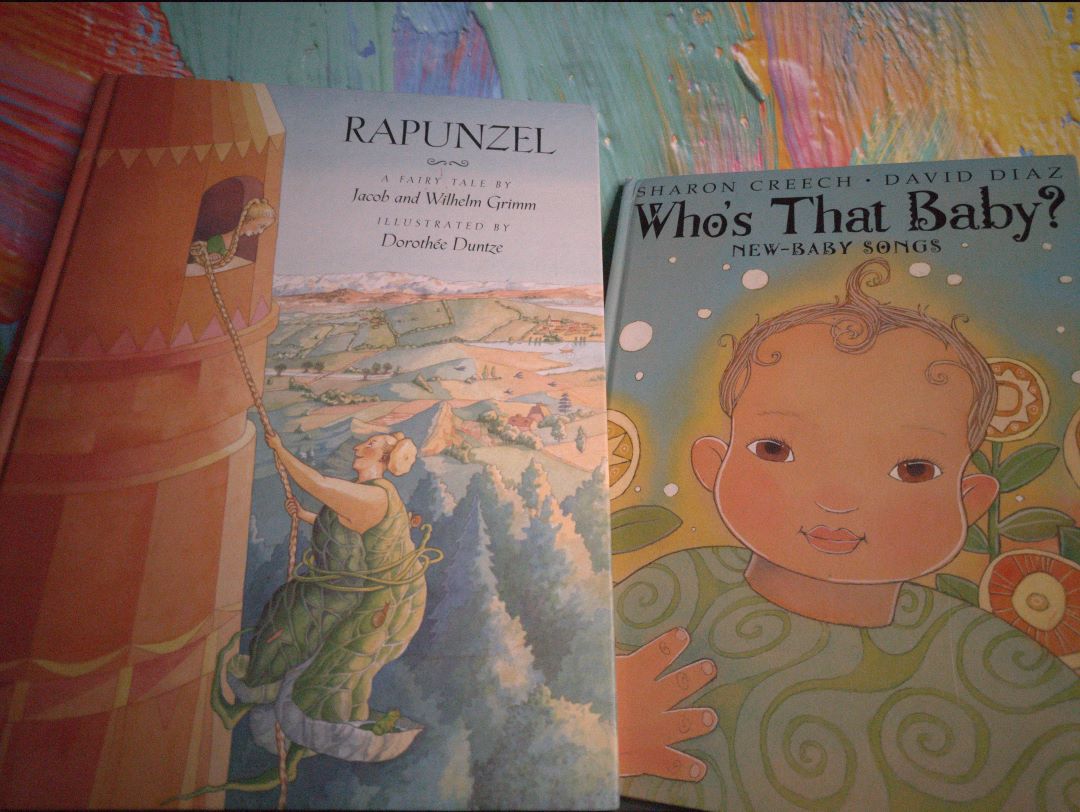 RAPUNZEL
A FAIRY TALE BY
Jacob and Wilhelm Grimm
ILLUSTRATED BY
Dorothée Duntze
SHARON CREECH · DAVID DIAZ
Who's That Baby?
NEW-BABY SONGS